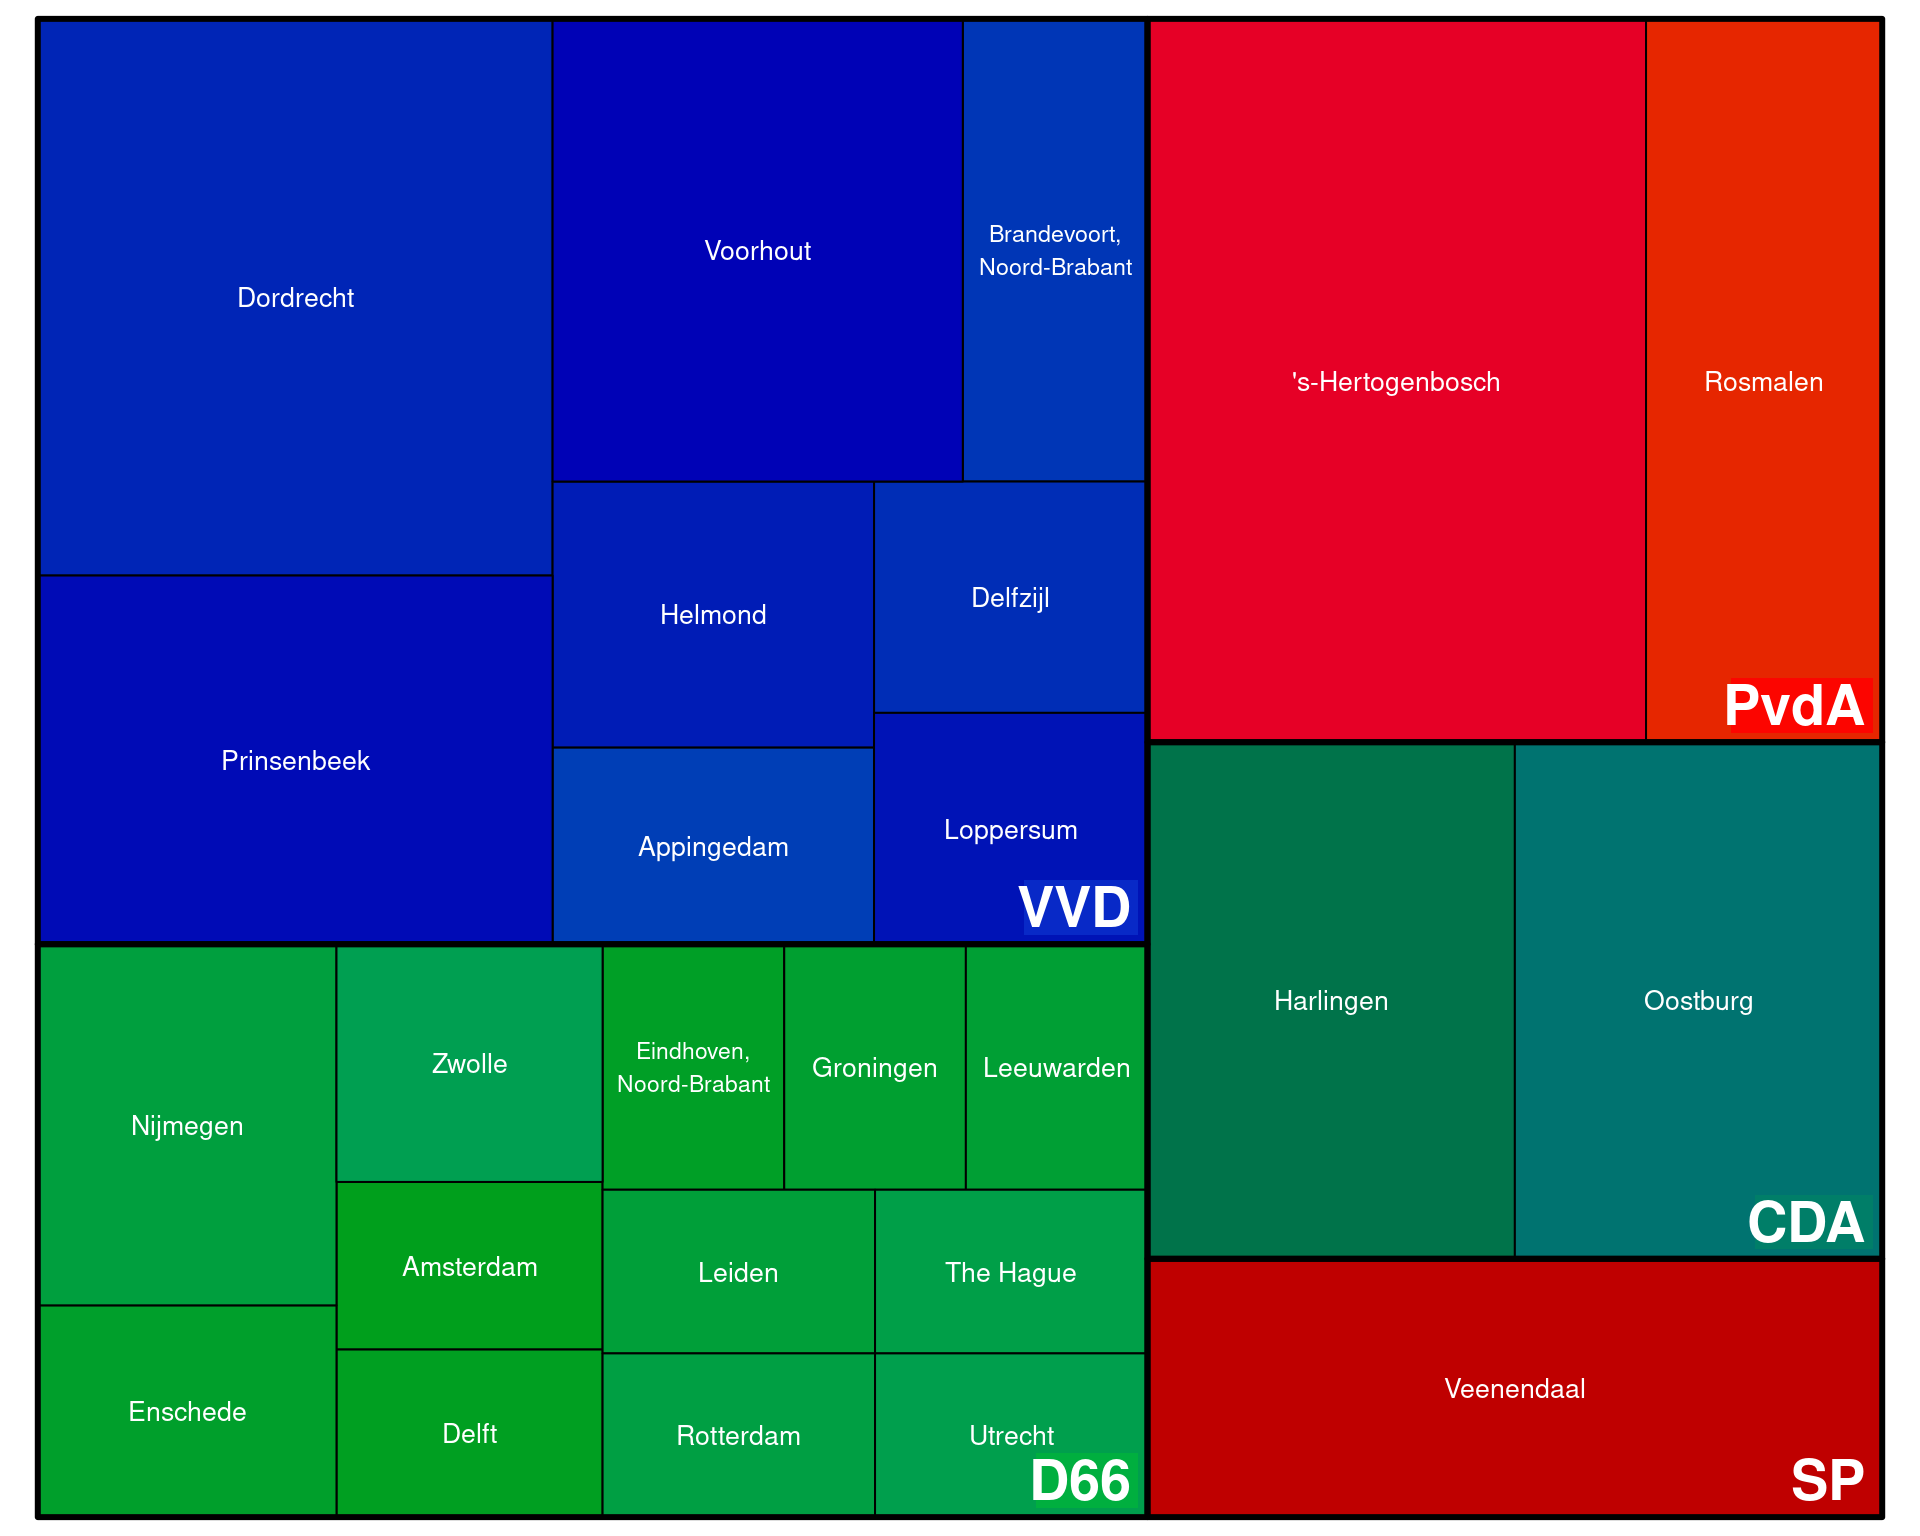 Dordrecht
Voorhout
Brandevoort,
Noord-Brabant
Prinsenbeek
Helmond
Delfzijl
Appingedam
Loppersum
VVD
's-Hertogenbosch
Rosmalen
PvdA
Nijmegen
Zwolle
Eindhoven,
Noord-Brabant
Groningen
Leeuwarden
Amsterdam
Leiden
The Hague
Enschede
Delft
Rotterdam
Utrecht
D66
Harlingen
Oostburg
CDA
Veenendaal
SP